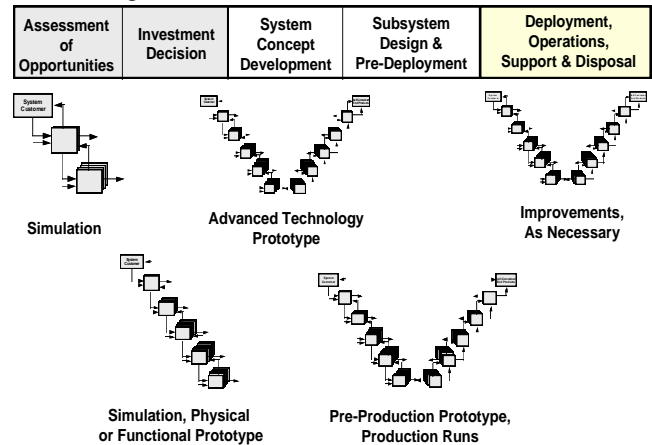 Assessment
of
Opportunities
Investment
Decision
System
Concept
Development
Subsystem
Design &
Pre-Deployment
Deployment,
Operations,
Support & Disposal
System
Customer
Simulation
Advanced Technology
Prototype
Improvements,
As Necessary
System
Customer
Simulation, Physical
or Functional Prototype
Pre-Production Prototype,
Production Runs